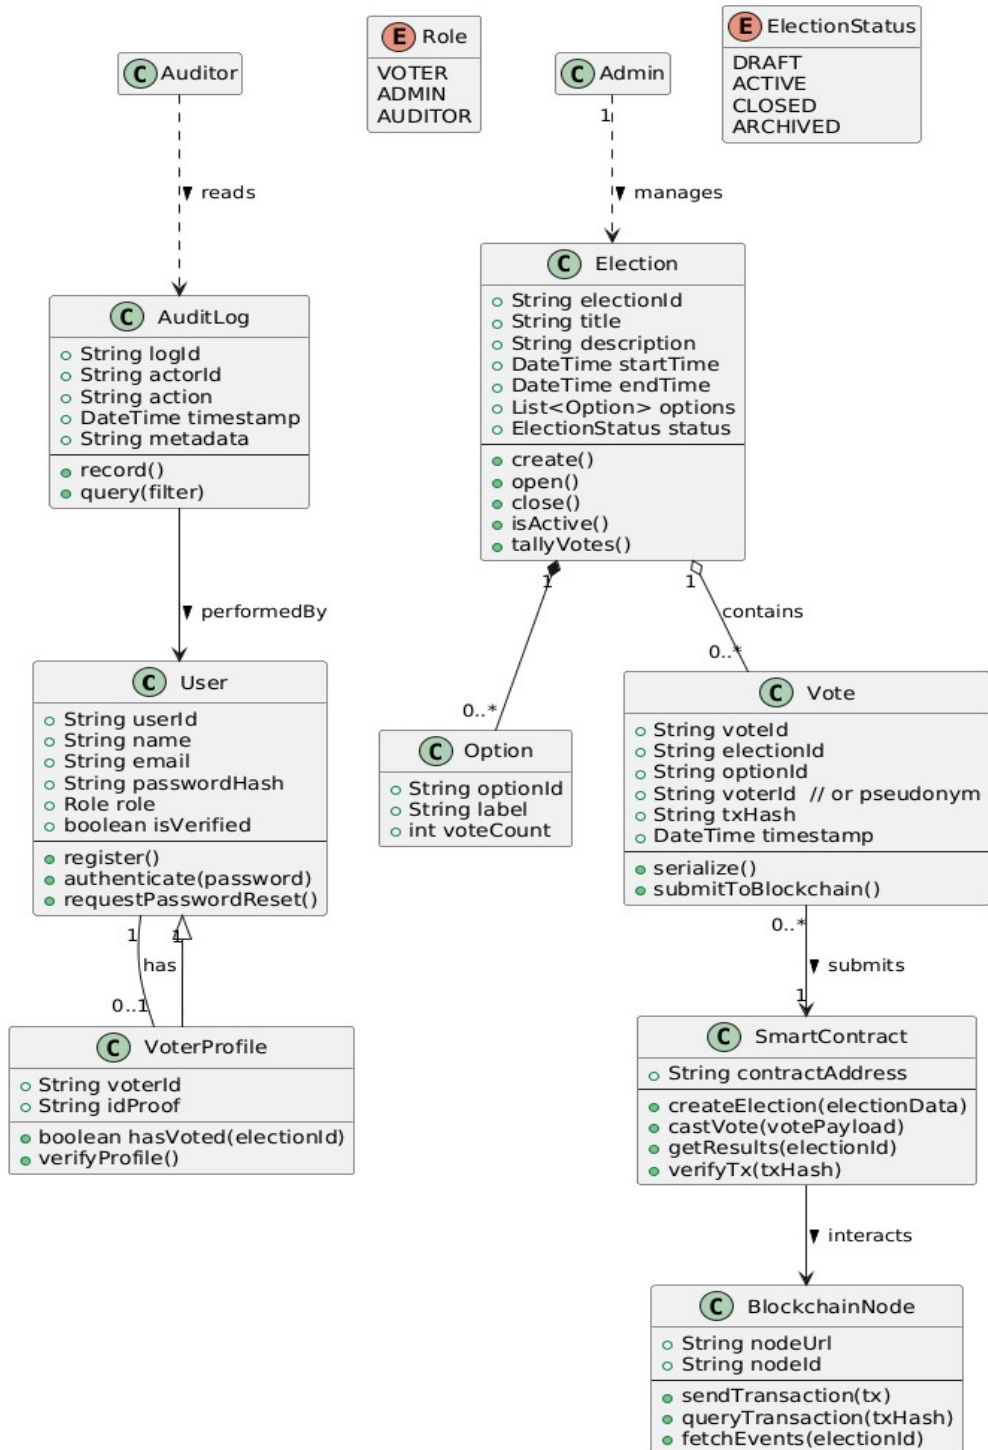 C Auditor
E Role
VOTER
ADMIN
AUDITOR
C Admin
E ElectionStatus
DRAFT
ACTIVE
CLOSED
ARCHIVED
reads
1
manages
C AuditLog
String logId
String actorId
String action
DateTime timestamp
String metadata
record()
query(filter)
C Election
String electionId
String title
String description
DateTime startTime
DateTime endTime
List<Option> options
ElectionStatus status
create()
open()
close()
isActive()
tallyVotes()
performedBy
1
0..*
1
contains
0..*
C User
String userId
String name
String email
String passwordHash
Role role
boolean isVerified
register()
authenticate(password)
requestPasswordReset()
C Option
String optionId
String label
int voteCount
C Vote
String voteId
String electionId
String optionId
String voterId // or pseudonym
String txHash
DateTime timestamp
serialize()
submitToBlockchain()
1
1
has
0..1
0..*
submits
1
C VoterProfile
String voterId
String idProof
boolean hasVoted(electionId)
verifyProfile()
C SmartContract
String contractAddress
createElection(electionData)
castVote(votePayload)
getResults(electionId)
verifyTx(txHash)
interacts
C BlockchainNode
String nodeUrl
String nodeId
sendTransaction(tx)
queryTransaction(txHash)
fetchEvents(electionId)